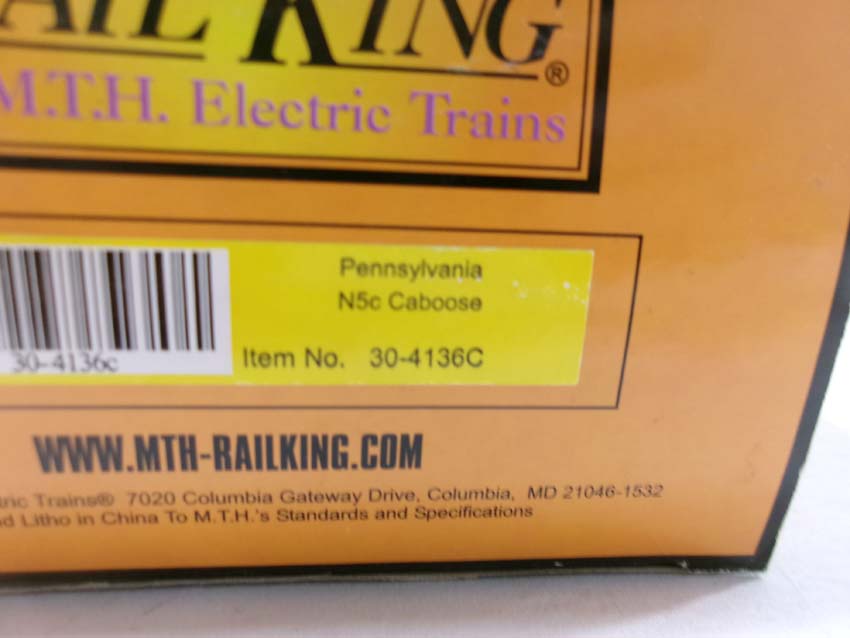 AIL KING®
M.T.H. Electric Trains
Pennsylvania
N5c Caboose
30-4136c
Item No. 30-4136C
WWW.MTH-RAILKING.COM
tric Trains® 7020 Columbia Gateway Drive, Columbia, MD 21046-1532
d Litho in China To M.T.H.'s Standards and Specifications